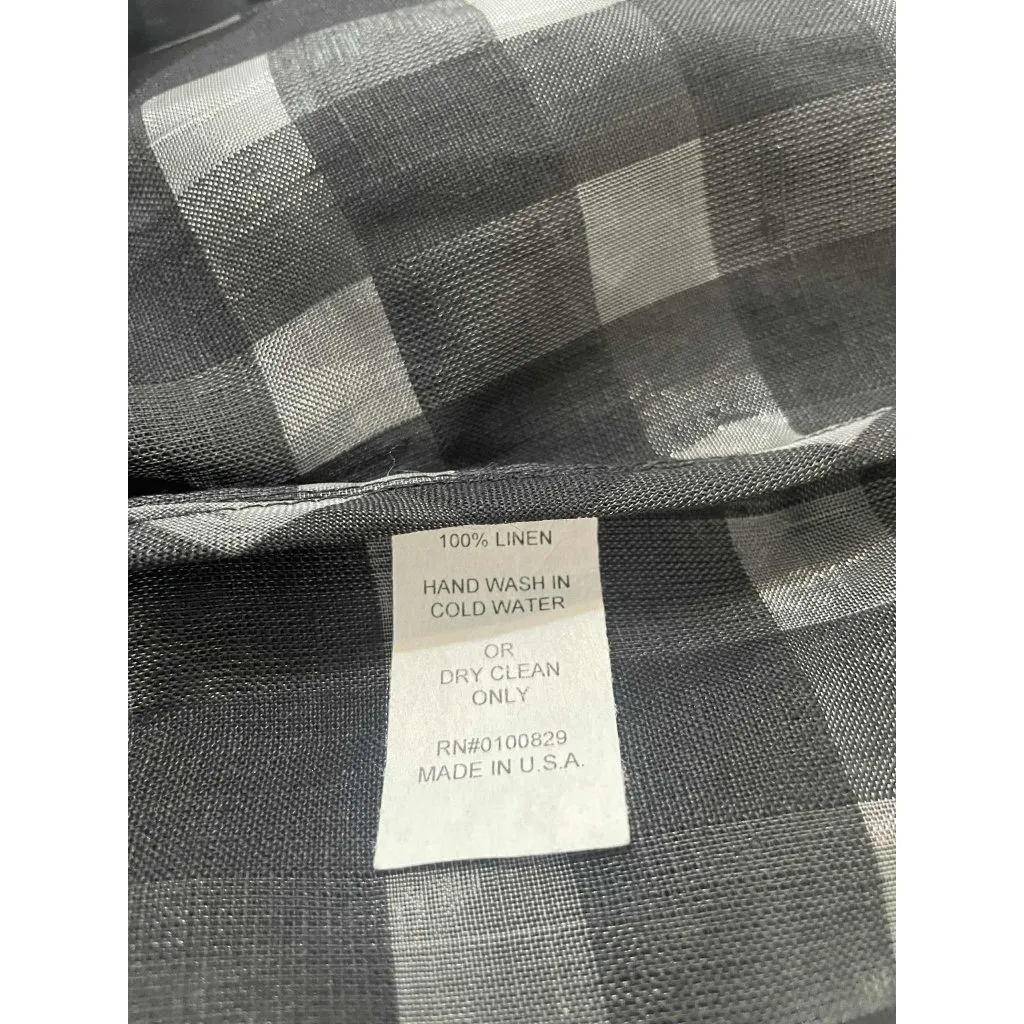 100% LINEN
HAND WASH IN
COLD WATER
OR
DRY CLEAN
ONLY
RN#0100829
MADE IN U.S.A.